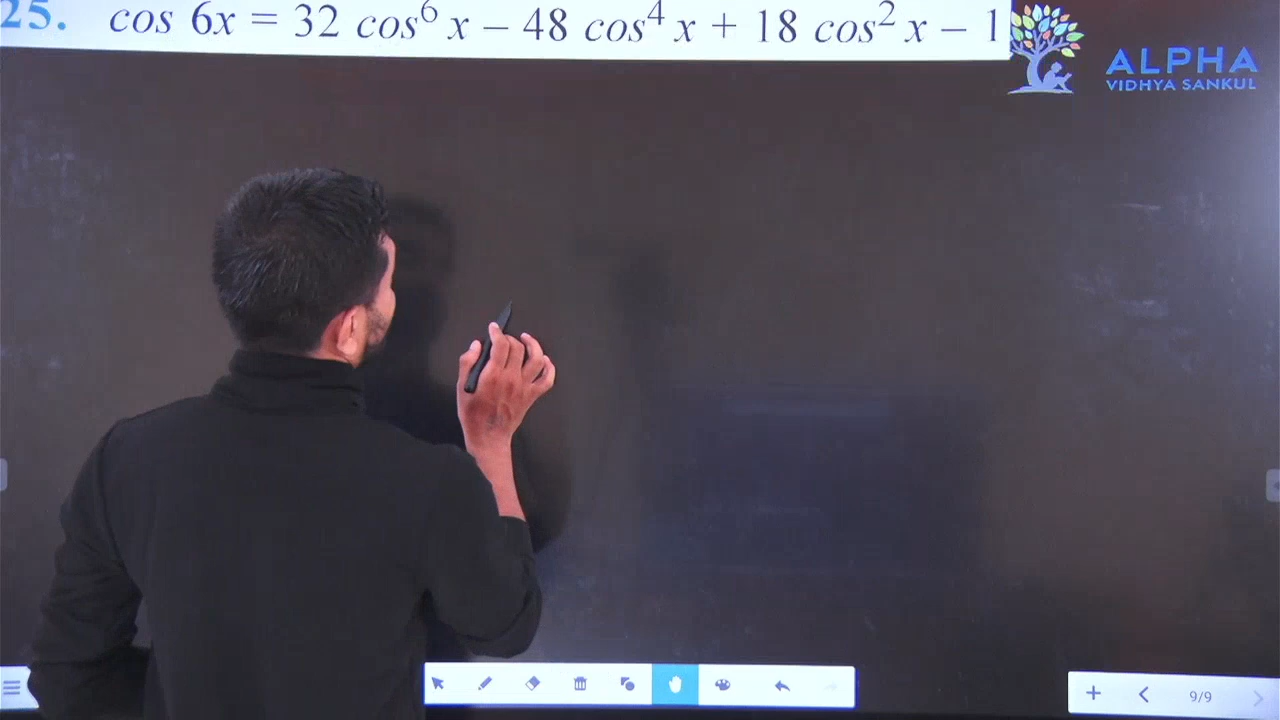 25. cos 6x = 32 cos⁶ x − 48 cos⁴ x + 18 cos² x − 1
ALPHA
VIDHYA SANKUL
9/9